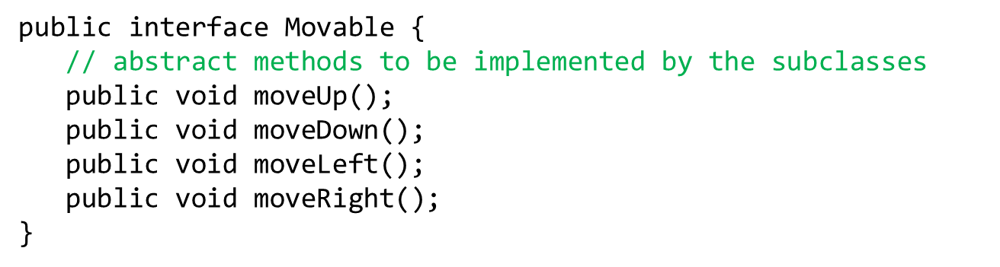 public interface Movable {
   // abstract methods to be implemented by the subclasses
   public void moveUp();
   public void moveDown();
   public void moveLeft();
   public void moveRight();
}